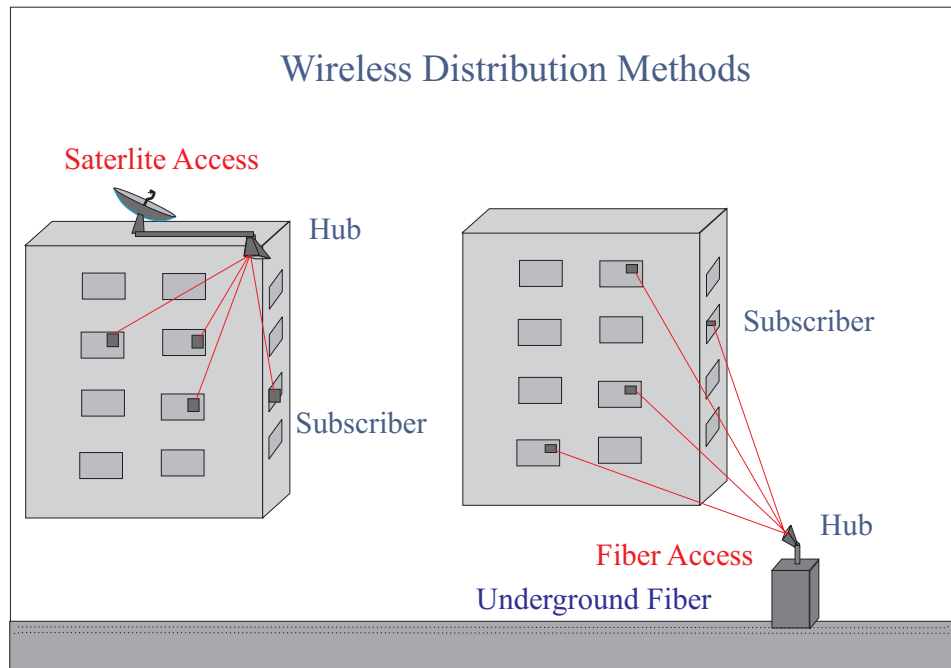 Wireless Distribution Methods
Saterlite Access
Hub
Subscriber
Subscriber
Hub
Fiber Access
Underground Fiber